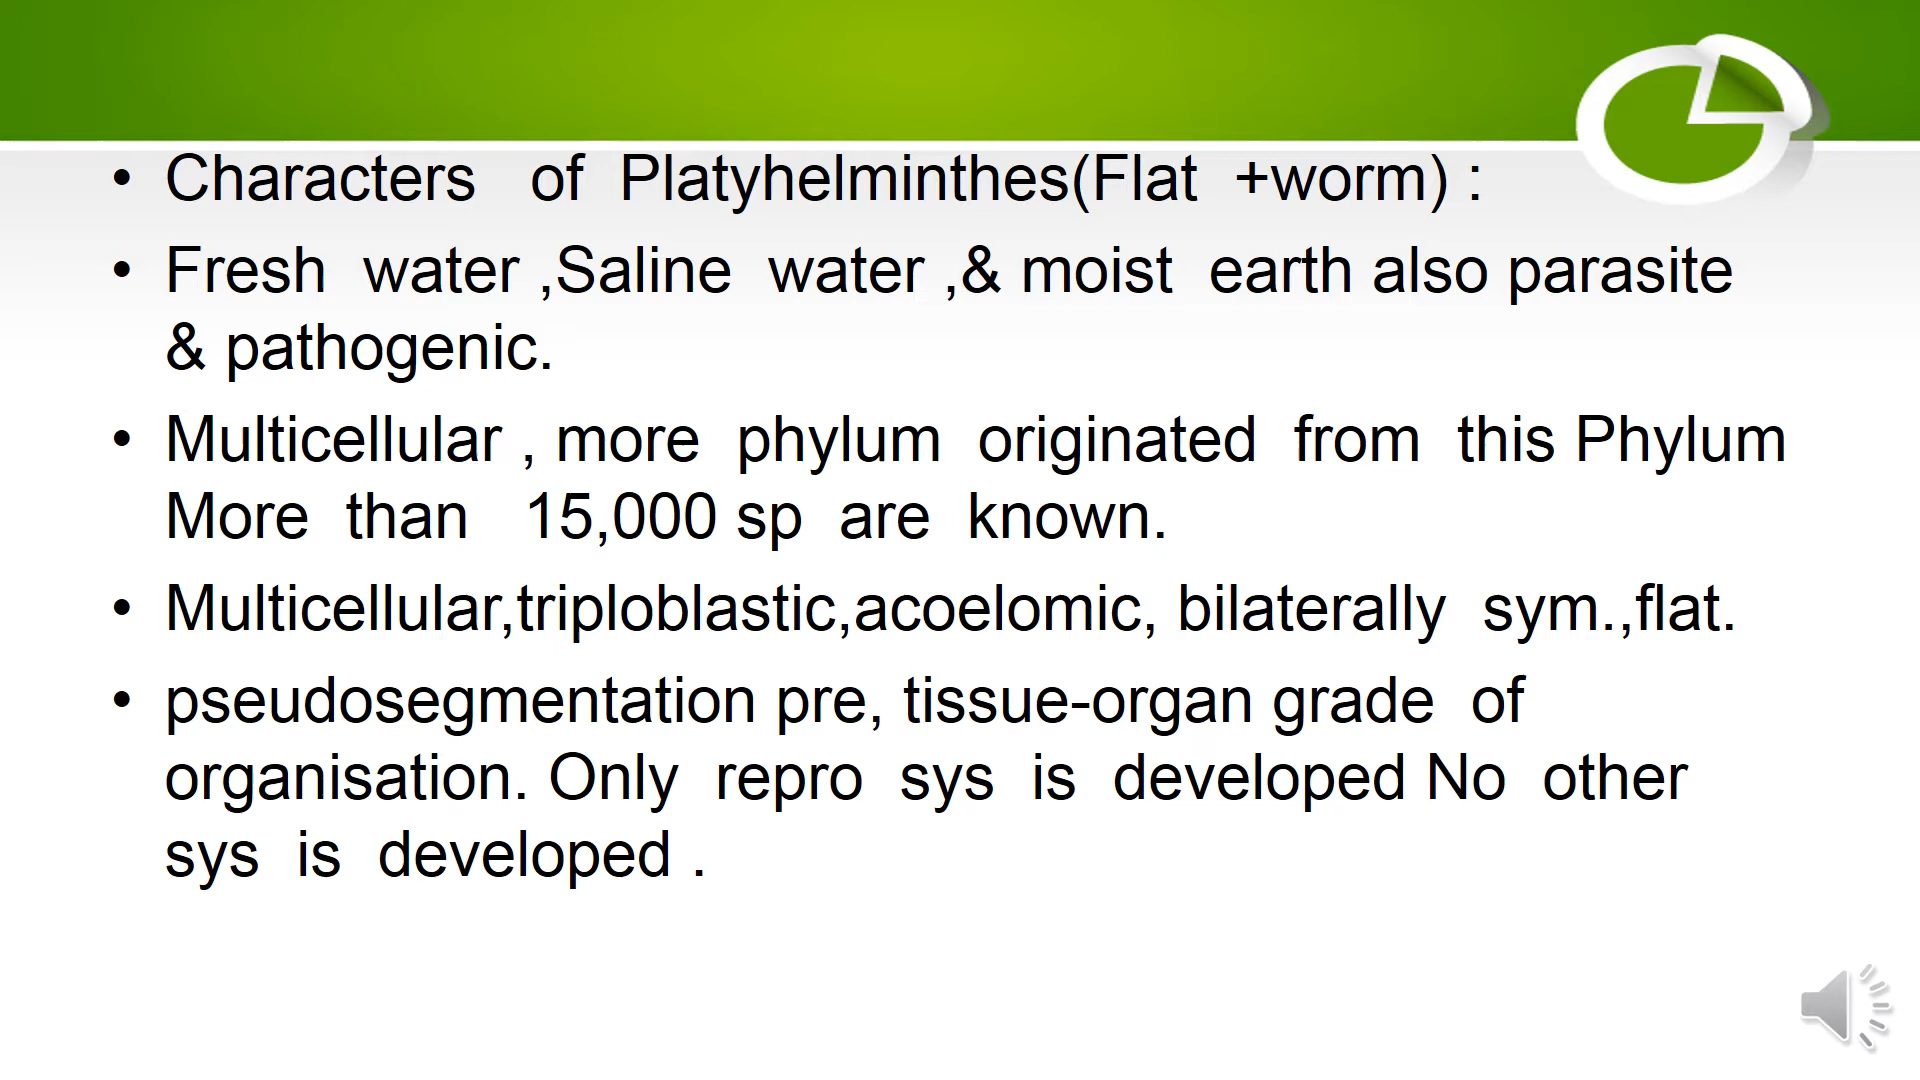 • Characters of Platyhelminthes(Flat +worm) :
• Fresh water ,Saline water ,& moist earth also parasite
& pathogenic.
• Multicellular , more phylum originated from this Phylum
More than 15,000 sp are known.
• Multicellular,triploblastic,acoelomic, bilaterally sym.,flat.
• pseudosegmentation pre, tissue-organ grade of
organisation. Only repro sys is developed No other
sys is developed .